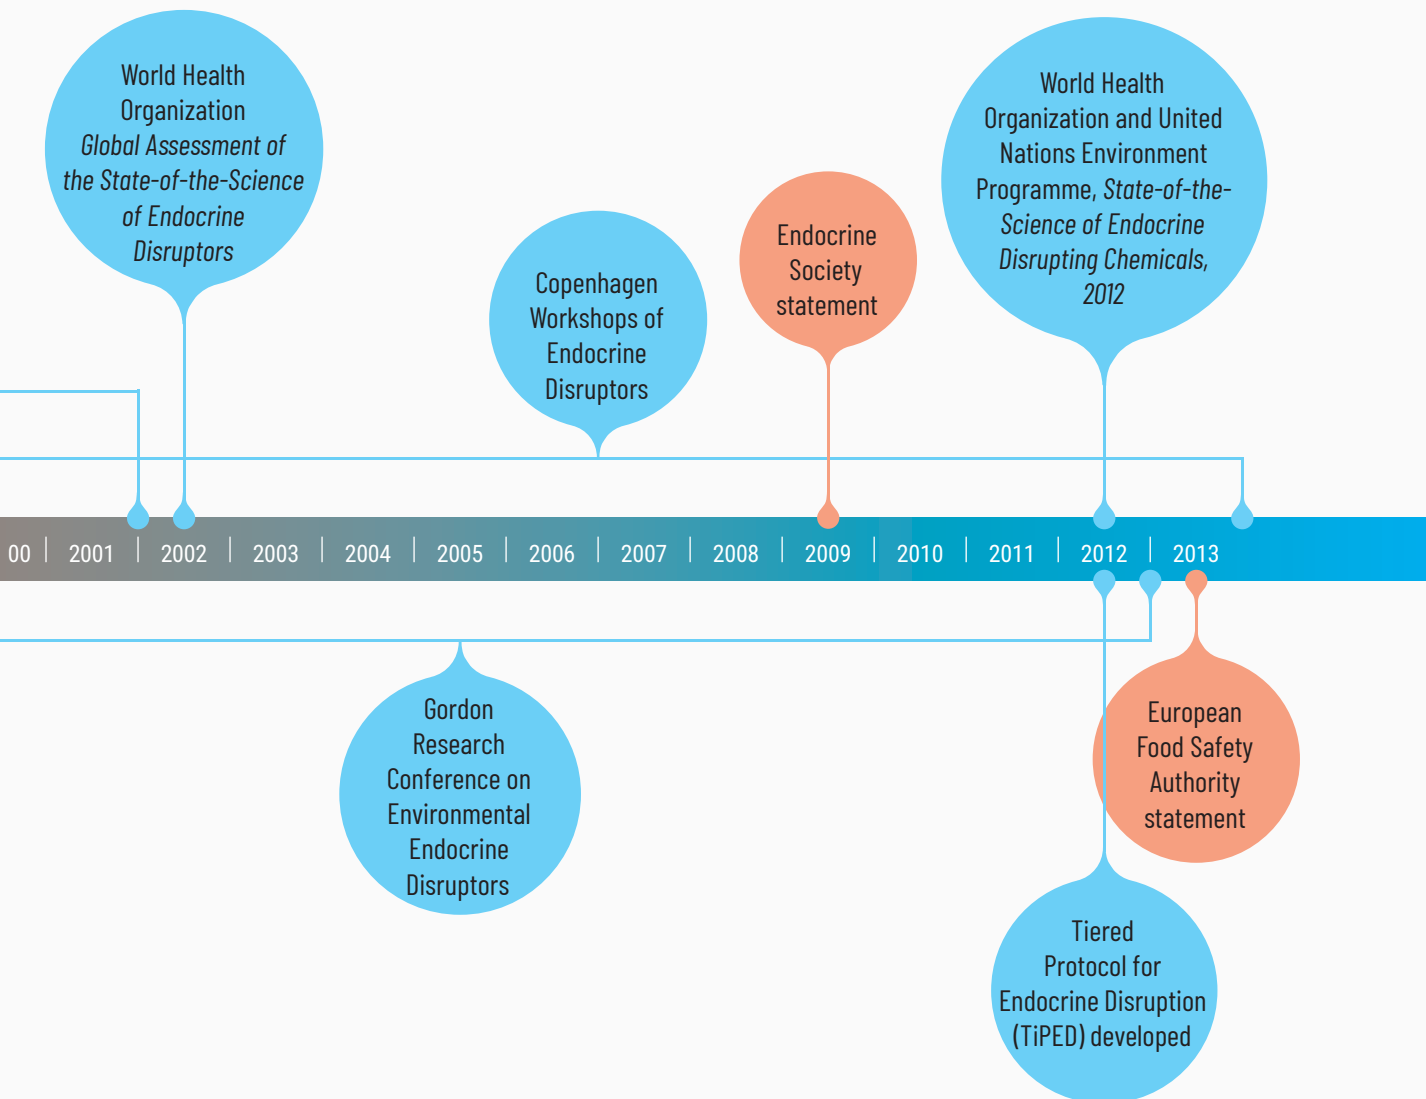 World Health
Organization
Global Assessment of
the State-of-the-Science
of Endocrine
Disruptors
Copenhagen
Workshops of
Endocrine
Disruptors
Endocrine
Society
statement
World Health
Organization and United
Nations Environment
Programme, State-of-the-
Science of Endocrine
Disrupting Chemicals,
2012
00 2001 2002 2003 2004 2005 2006 2007 2008 2009 2010 2011 2012 2013
Gordon
Research
Conference on
Environmental
Endocrine
Disruptors
European
Food Safety
Authority
statement
Tiered
Protocol for
Endocrine Disruption
(TiPED) developed